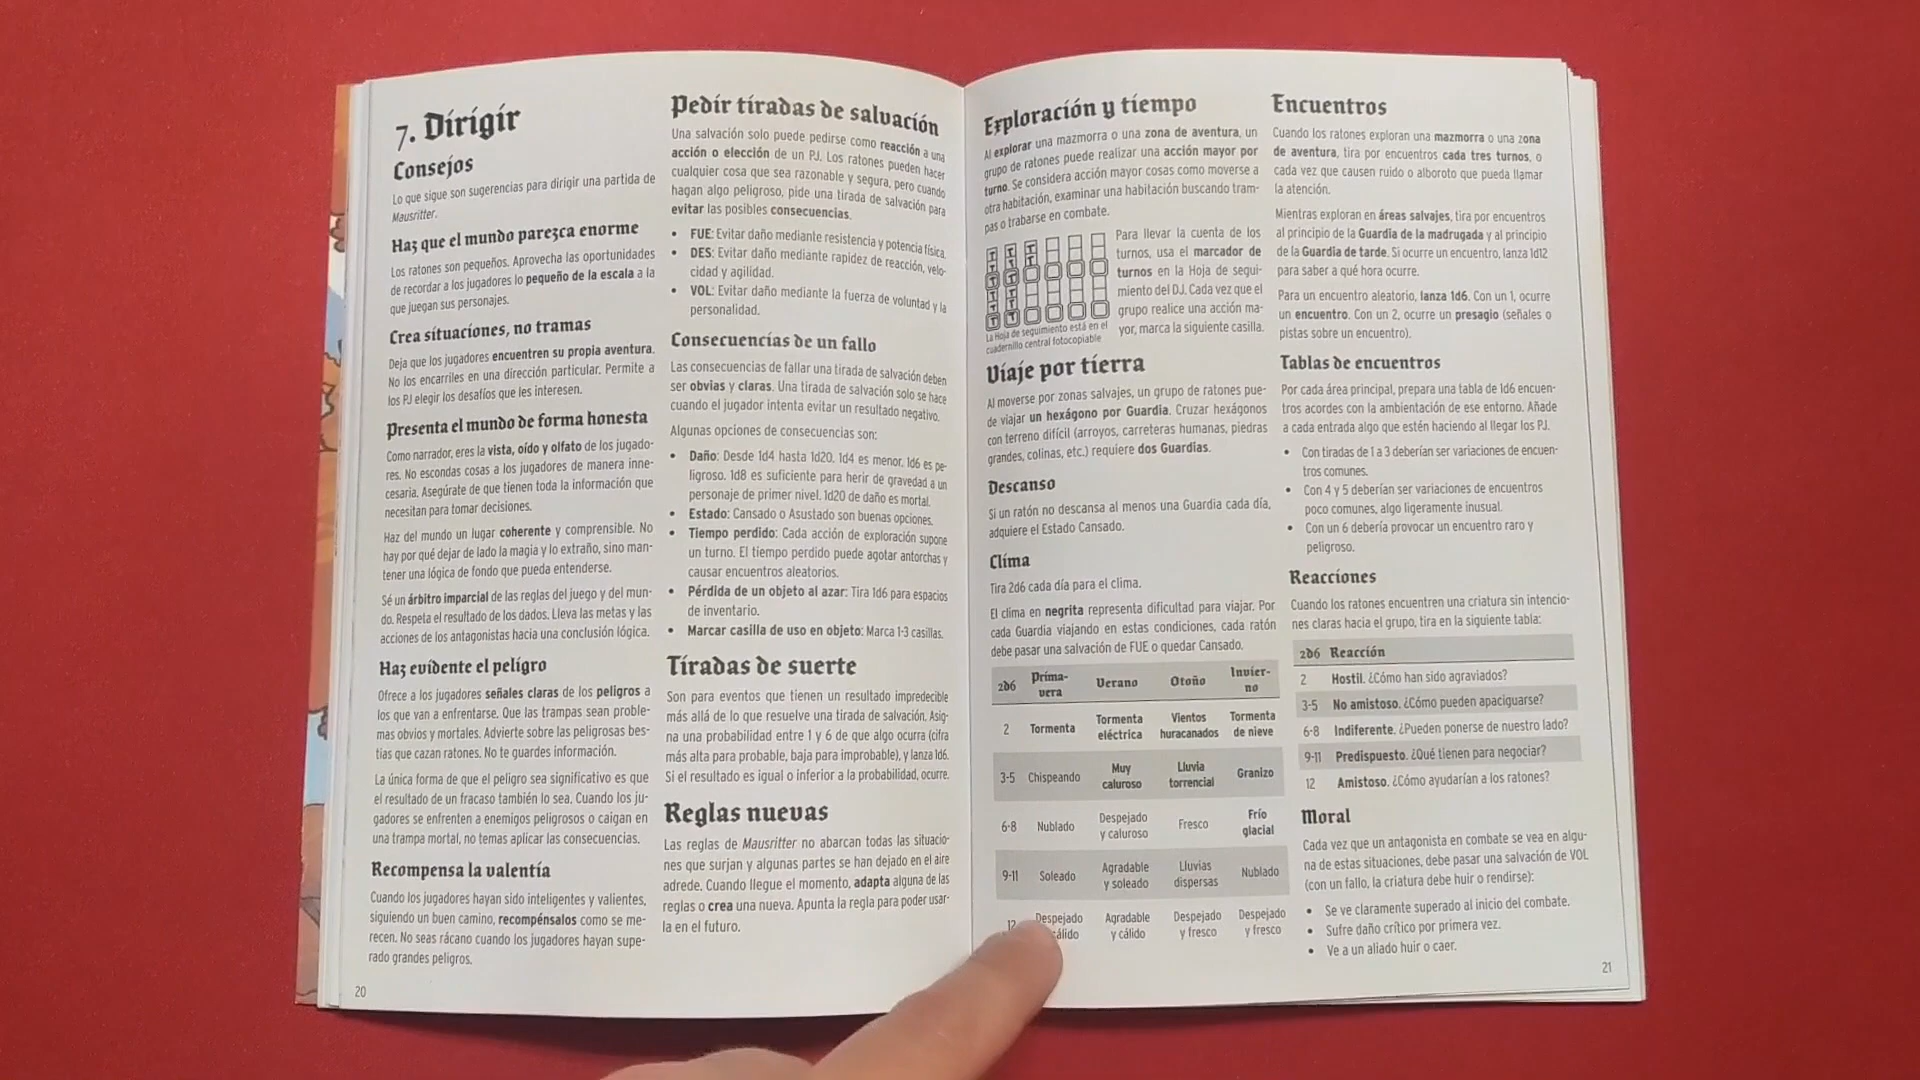 7. Dirigir
Consejos
Lo que sigue son sugerencias para dirigir una partida de
Mausritter.
Haz que el mundo parezca enorme
Los ratones son pequeños. Aprovecha las oportunidades
de recordar a los jugadores lo pequeño de la escala a la
que juegan sus personajes.
Crea situaciones, no tramas
Deja que los jugadores encuentren su propia aventura.
No los encarriles en una dirección particular. Permite a
los PJ elegir los desafíos que les interesen.
Presenta el mundo de forma honesta
Como narrador, eres la vista, oído y olfato de los jugado-
res. No escondas cosas a los jugadores de manera inne-
cesaria. Asegúrate de que tienen toda la información que
necesitan para tomar decisiones.
Haz del mundo un lugar coherente y comprensible. No
hay por qué dejar de lado la magia y lo extraño, sino man-
tener una lógica de fondo que pueda entenderse.
Sé un árbitro imparcial de las reglas del juego y del mun-
do. Respeta el resultado de los dados. Lleva las metas y las
acciones de los antagonistas hacia una conclusión lógica.
Haz evidente el peligro
Ofrece a los jugadores señales claras de los peligros a
los que van a enfrentarse. Que las trampas sean proble-
mas obvios y mortales. Advierte sobre las peligrosas bes-
tias que cazan ratones. No te guardes información.
La única forma de que el peligro sea significativo es que
el resultado de un fracaso también lo sea. Cuando los ju-
gadores se enfrenten a enemigos peligrosos o caigan en
una trampa mortal, no temas aplicar las consecuencias.
Recompensa la valentía
Cuando los jugadores hayan sido inteligentes y valientes,
siguiendo un buen camino, recompénsalos como se me-
recen. No seas rácano cuando los jugadores hayan supe-
rado grandes peligros.
20
Pedir tiradas de salvación
Una salvación solo puede pedirse como reacción a una
acción o elección de un PJ. Los ratones pueden hacer
cualquier cosa que sea razonable y segura, pero cuando
hagan algo peligroso, pide una tirada de salvación para
evitar las posibles consecuencias.
• FUE: Evitar daño mediante resistencia y potencia física.
• DES: Evitar daño mediante rapidez de reacción, velo-
cidad y agilidad.
• VOL: Evitar daño mediante la fuerza de voluntad y la
personalidad.
Consecuencias de un fallo
Las consecuencias de fallar una tirada de salvación deben
ser obvias y claras. Una tirada de salvación solo se hace
cuando el jugador intenta evitar un resultado negativo.
Algunas opciones de consecuencias son:
• Daño: Desde 1d4 hasta 1d20. 1d4 es menor. 1d6 es pe-
ligroso. 1d8 es suficiente para herir de gravedad a un
personaje de primer nivel. 1d20 de daño es mortal.
• Estado: Cansado o Asustado son buenas opciones.
• Tiempo perdido: Cada acción de exploración supone
un turno. El tiempo perdido puede agotar antorchas y
causar encuentros aleatorios.
• Pérdida de un objeto al azar: Tira 1d6 para espacios
de inventario.
• Marcar casilla de uso en objeto: Marca 1-3 casillas.
Tiradas de suerte
Son para eventos que tienen un resultado impredecible
más allá de lo que resuelve una tirada de salvación. Asig-
na una probabilidad entre 1 y 6 de que algo ocurra (cifra
más alta para probable, baja para improbable), y lanza 1d6.
Si el resultado es igual o inferior a la probabilidad, ocurre.
Reglas nuevas
Las reglas de Mausritter no abarcan todas las situacio-
nes que surjan y algunas partes se han dejado en el aire
adrede. Cuando llegue el momento, adapta alguna de las
reglas o crea una nueva. Apunta la regla para poder usar-
la en el futuro.
Exploración y tiempo
Al explorar una mazmorra o una zona de aventura, un
grupo de ratones puede realizar una acción mayor por
turno. Se considera acción mayor cosas como moverse a
otra habitación, examinar una habitación buscando tram-
pas o trabarse en combate.
Para llevar la cuenta de los
turnos, usa el marcador de
turnos en la Hoja de segui-
miento del DJ. Cada vez que el
grupo realice una acción ma-
yor, marca la siguiente casilla.
La Hoja de seguimiento está en el
cuadernillo central fotocopiable
Viaje por tierra
Al moverse por zonas salvajes, un grupo de ratones pue-
de viajar un hexágono por Guardia. Cruzar hexágonos
con terreno difícil (arroyos, carreteras humanas, piedras
grandes, colinas, etc.) requiere dos Guardias.
Descanso
Si un ratón no descansa al menos una Guardia cada día,
adquiere el Estado Cansado.
Clima
Tira 2d6 cada día para el clima.
El clima en negrita representa dificultad para viajar. Por
cada Guardia viajando en estas condiciones, cada ratón
debe pasar una salvación de FUE o quedar Cansado.
2d6 Prima-vera Verano Otoño Invier-no
2 Tormenta Tormenta eléctrica Vientos huracanados Tormenta de nieve
3-5 Chispeando Muy caluroso Lluvia torrencial Granizo
6-8 Nublado Despejado y caluroso Fresco Frío glacial
9-11 Soleado Agradable y soleado Lluvias dispersas Nublado
12 Despejado cálido Agradable y cálido Despejado y fresco Despejado y fresco
Encuentros
Cuando los ratones exploran una mazmorra o una zona
de aventura, tira por encuentros cada tres turnos, o
cada vez que causen ruido o alboroto que pueda llamar
la atención.
Mientras exploran en áreas salvajes, tira por encuentros
al principio de la Guardia de la madrugada y al principio
de la Guardia de tarde. Si ocurre un encuentro, lanza 1d12
para saber a qué hora ocurre.
Para un encuentro aleatorio, lanza 1d6. Con un 1, ocurre
un encuentro. Con un 2, ocurre un presagio (señales o
pistas sobre un encuentro).
Tablas de encuentros
Por cada área principal, prepara una tabla de 1d6 encuen-
tros acordes con la ambientación de ese entorno. Añade
a cada entrada algo que estén haciendo al llegar los PJ.
• Con tiradas de 1 a 3 deberían ser variaciones de encuen-
tros comunes.
• Con 4 y 5 deberían ser variaciones de encuentros
poco comunes, algo ligeramente inusual.
• Con un 6 debería provocar un encuentro raro y
peligroso.
Reacciones
Cuando los ratones encuentren una criatura sin intencio-
nes claras hacia el grupo, tira en la siguiente tabla:
2d6 Reacción
2 Hostil. ¿Cómo han sido agraviados?
3-5 No amistoso. ¿Cómo pueden apaciguarse?
6-8 Indiferente. ¿Pueden ponerse de nuestro lado?
9-11 Predispuesto. ¿Qué tienen para negociar?
12 Amistoso. ¿Cómo ayudarían a los ratones?
Moral
Cada vez que un antagonista en combate se vea en algu-
na de estas situaciones, debe pasar una salvación de VOL
(con un fallo, la criatura debe huir o rendirse):
• Se ve claramente superado al inicio del combate.
• Sufre daño crítico por primera vez.
• Ve a un aliado huir o caer.
21